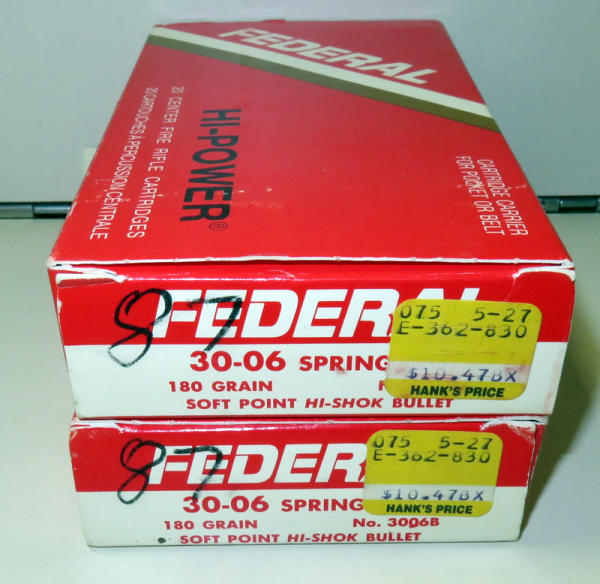 FEDERAL
HI-POWER®
20 CENTER FIRE RIFLE CARTRIDGES
20 CARTOUCHES À PERCUSSION CENTRALE
CARTRIDGE CARRIER
FOR POCKET OR BELT
87
FEDERAL
30-06 SPRING
180 GRAIN
SOFT POINT HI-SHOK BULLET
075 5-27
E-362-830
$10.47BX
HANK'S PRICE
87
FEDERA
30-06 SPRING
180 GRAIN No. 3006B
SOFT POINT HI-SHOK BULLET
075 5-27
E-362-830
$10.47BX
HANK'S PRICE